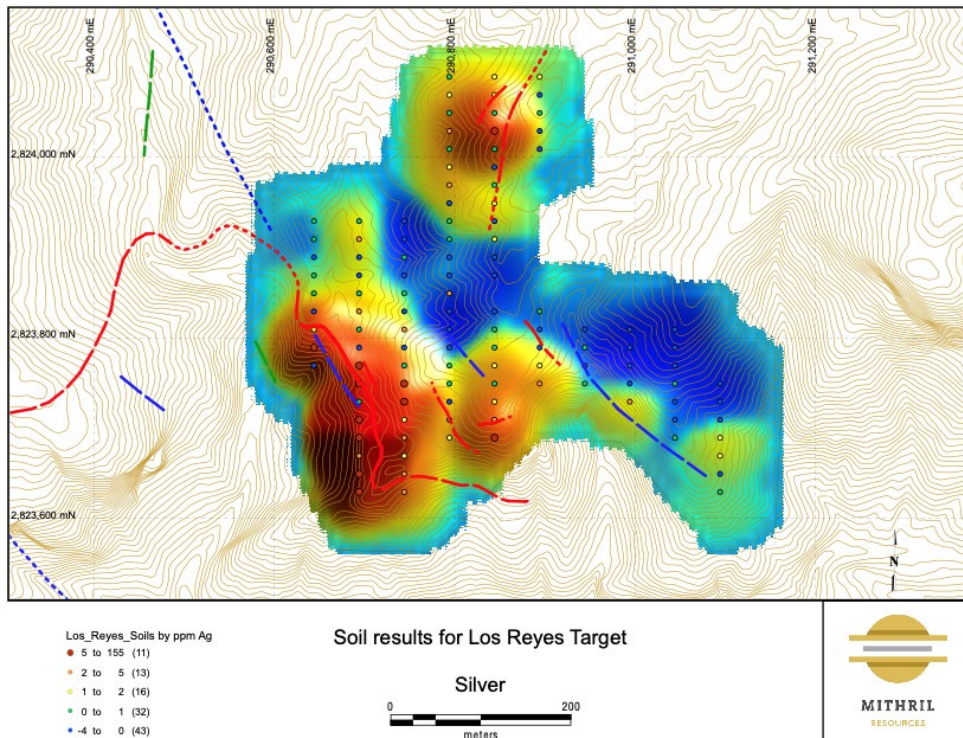 290,400 mE
290,600 mE
290,800 mE
291,000 mE
291,200 mE
2,824,000 mN
2,823,800 mN
2,823,600 mN
N
Los_Reyes_Soils by ppm Ag
5 to 155 (11)
2 to 5 (13)
1 to 2 (16)
0 to 1 (32)
-4 to 0 (43)
Soil results for Los Reyes Target
Silver
0 200
meters
MITHRIL
RESOURCES